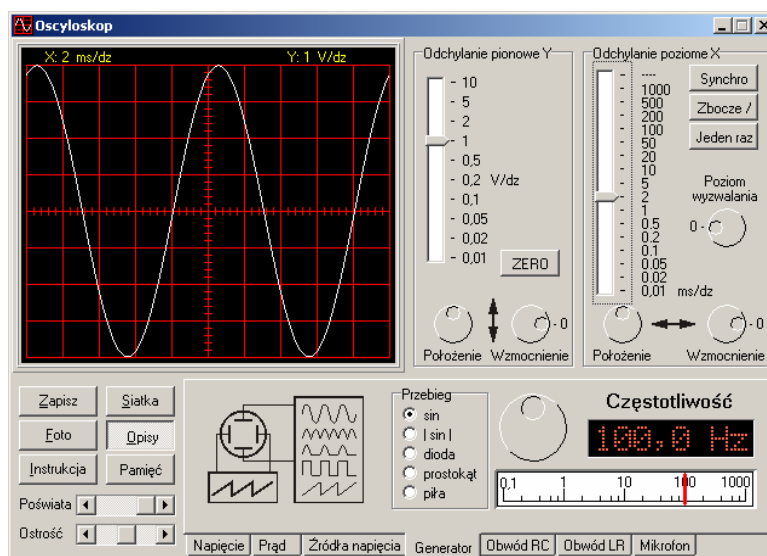 Oscyloskop
X: 2 ms/dz Y: 1 V/dz
Odchylanie pionowe Y
10
5
2
1
0,5
0,2 V/dz
0,1
0,05
0,02
0,01
ZERO
Położenie Wzmocnienie
0
Odchylanie poziome X
----
1000
500
200
100
50
20
10
5
2
1
0.5
0.2
0.1
0.05
0.02
0,01 ms/dz
Synchro
Zbocze /
Jeden raz
Poziom
wyzwalania
0
0
Położenie Wzmocnienie
Zapisz Siatka
Foto Opisy
Instrukcja Pamięć
Poświata
Ostrość
Przebieg
sin
| sin |
dioda
prostokąt
piła
Częstotliwość
100,0 Hz
0,1 1 10 100 1000
Napięcie Prąd Źródła napięcia Generator Obwód RC Obwód LR Mikrofon